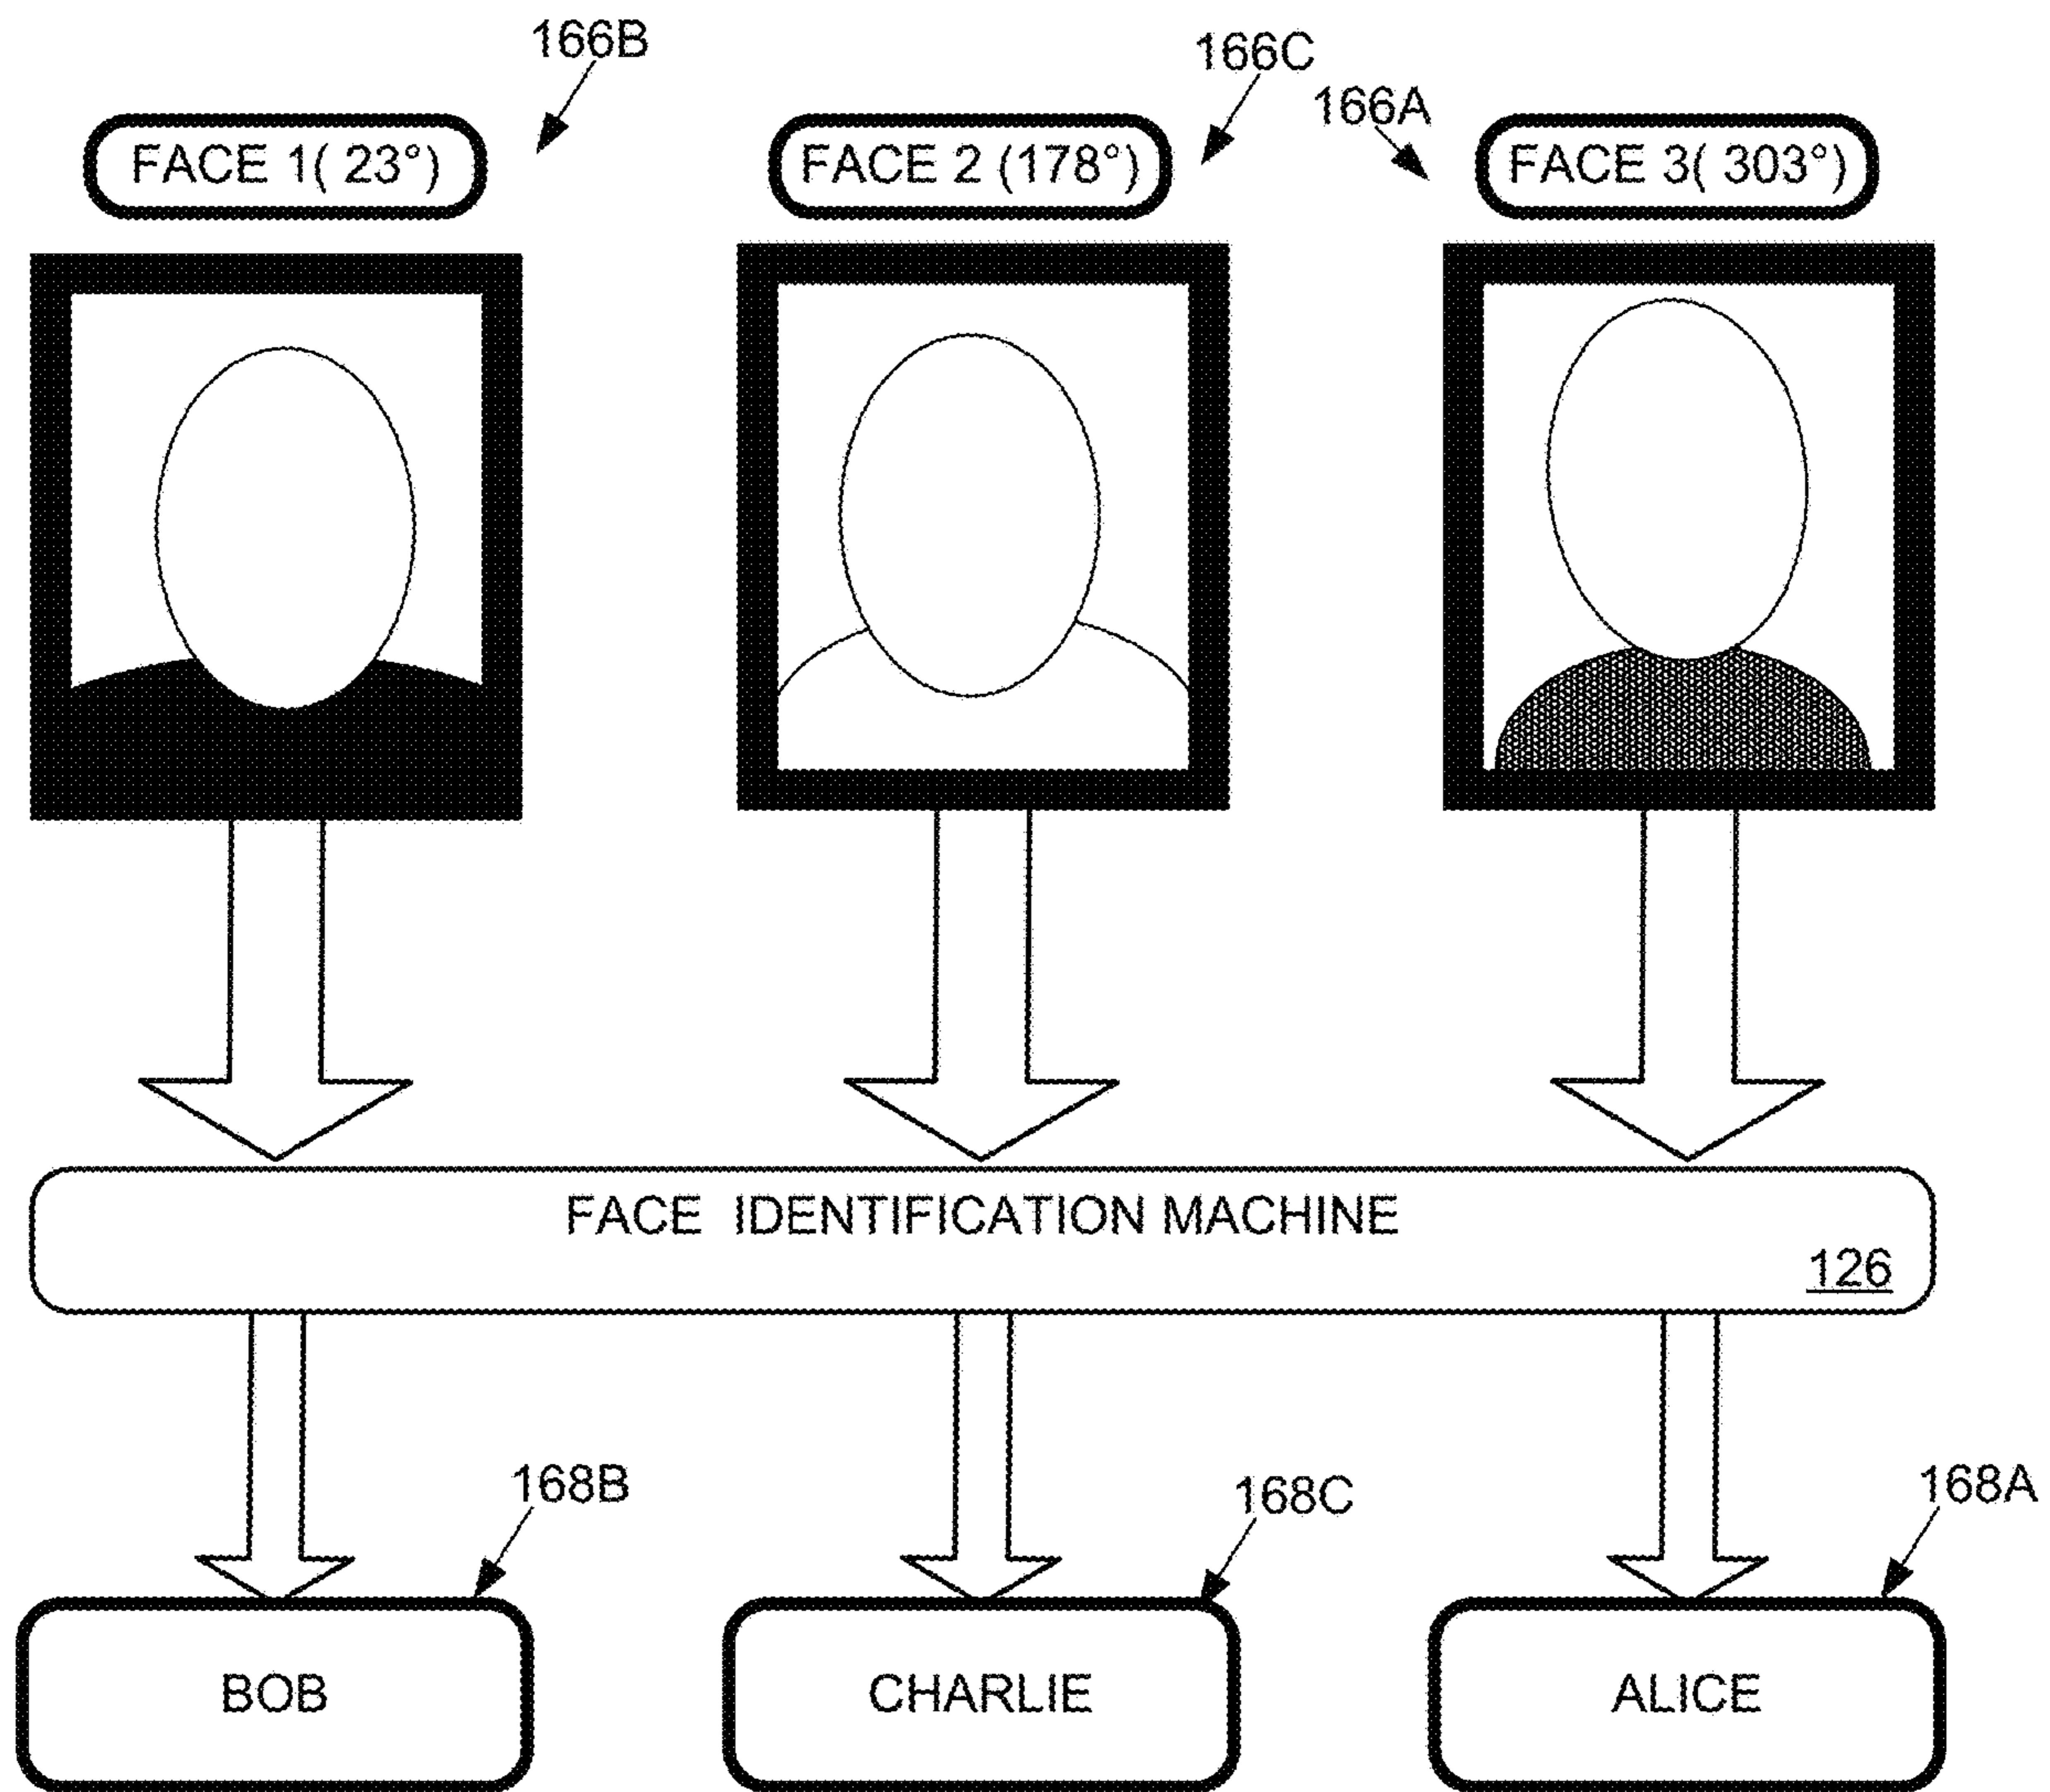 166B
166C
166A
FACE 1( 23°)
FACE 2 (178°)
FACE 3( 303°)
FACE IDENTIFICATION MACHINE
126
168B
168C
168A
BOB
CHARLIE
ALICE